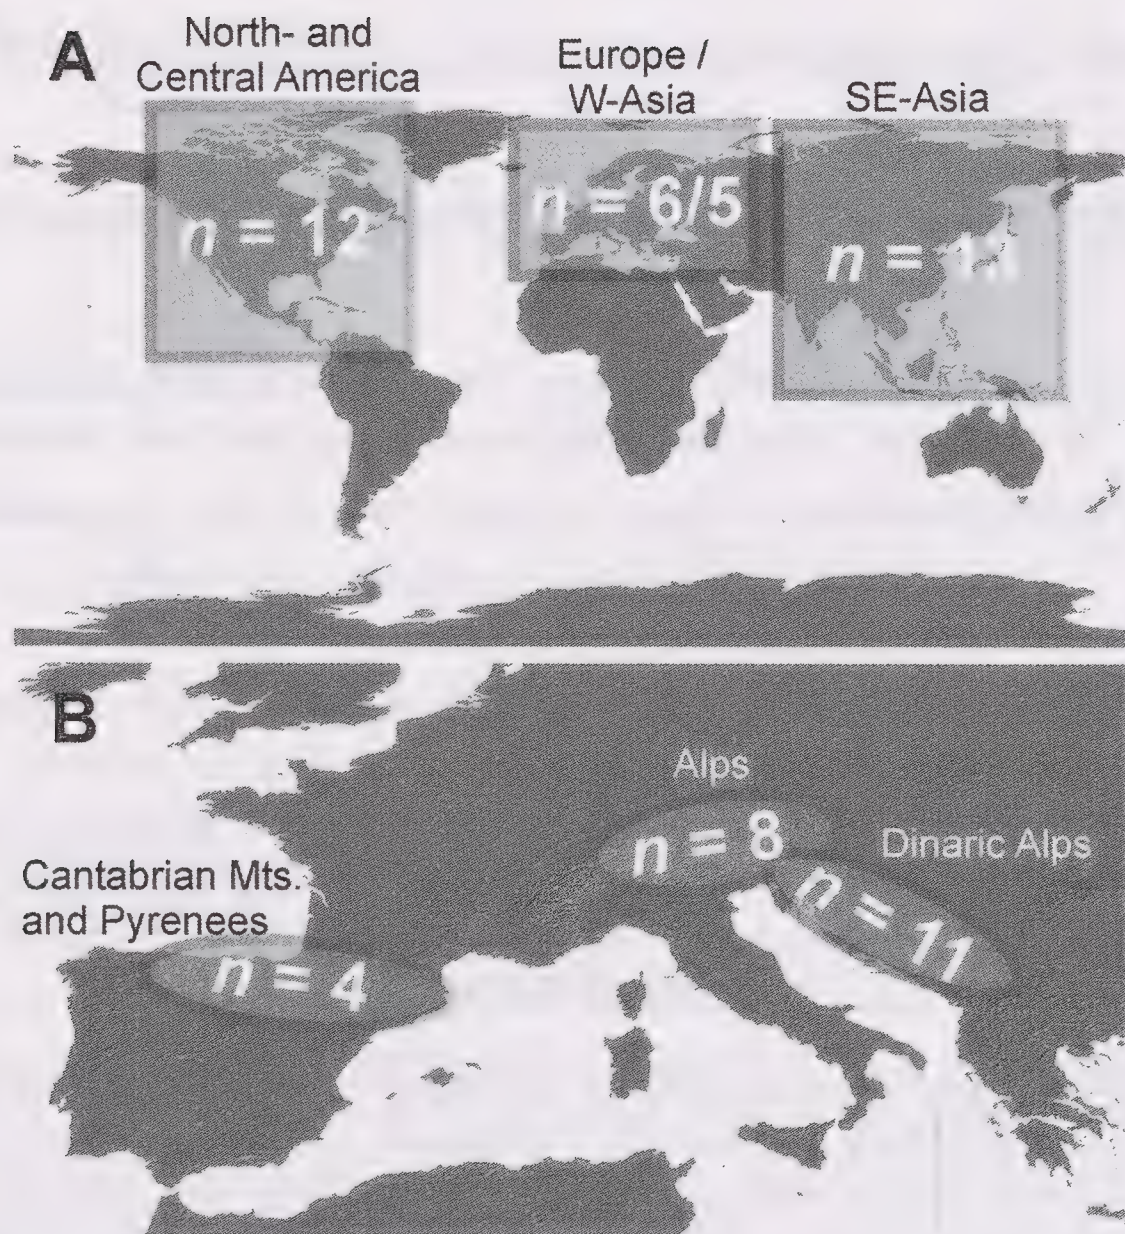 A
North- and
Central America
Europe /
W-Asia
SE-Asia
n = 12
n = 6/5
n =
B
Alps
n = 8
Dinaric Alps
n = 11
Cantabrian Mts.
and Pyrenees
n = 4